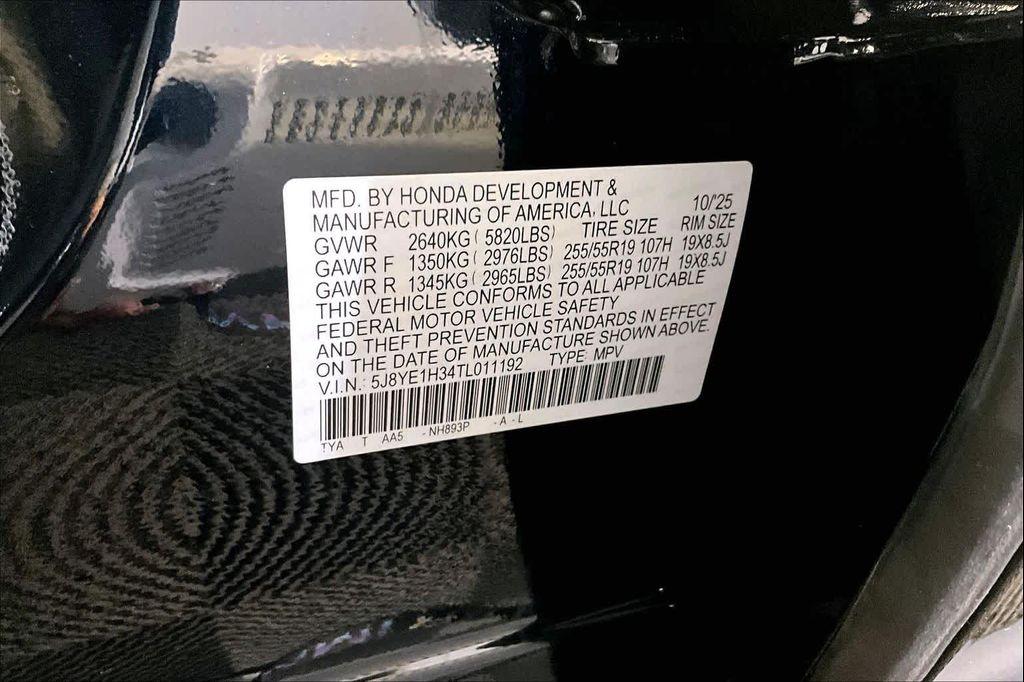 MFD. BY HONDA DEVELOPMENT &
MANUFACTURING OF AMERICA, LLC 10/'25
GVWR 2640KG ( 5820LBS) TIRE SIZE RIM SIZE
GAWR F 1350KG ( 2976LBS) 255/55R19 107H 19X8.5J
GAWR R 1345KG ( 2965LBS) 255/55R19 107H 19X8.5J
THIS VEHICLE CONFORMS TO ALL APPLICABLE
FEDERAL MOTOR VEHICLE SAFETY
AND THEFT PREVENTION STANDARDS IN EFFECT
ON THE DATE OF MANUFACTURE SHOWN ABOVE.
V.I.N.: 5J8YE1H34TL011192 TYPE: MPV
TYA T AA5 -NH893P -A-L